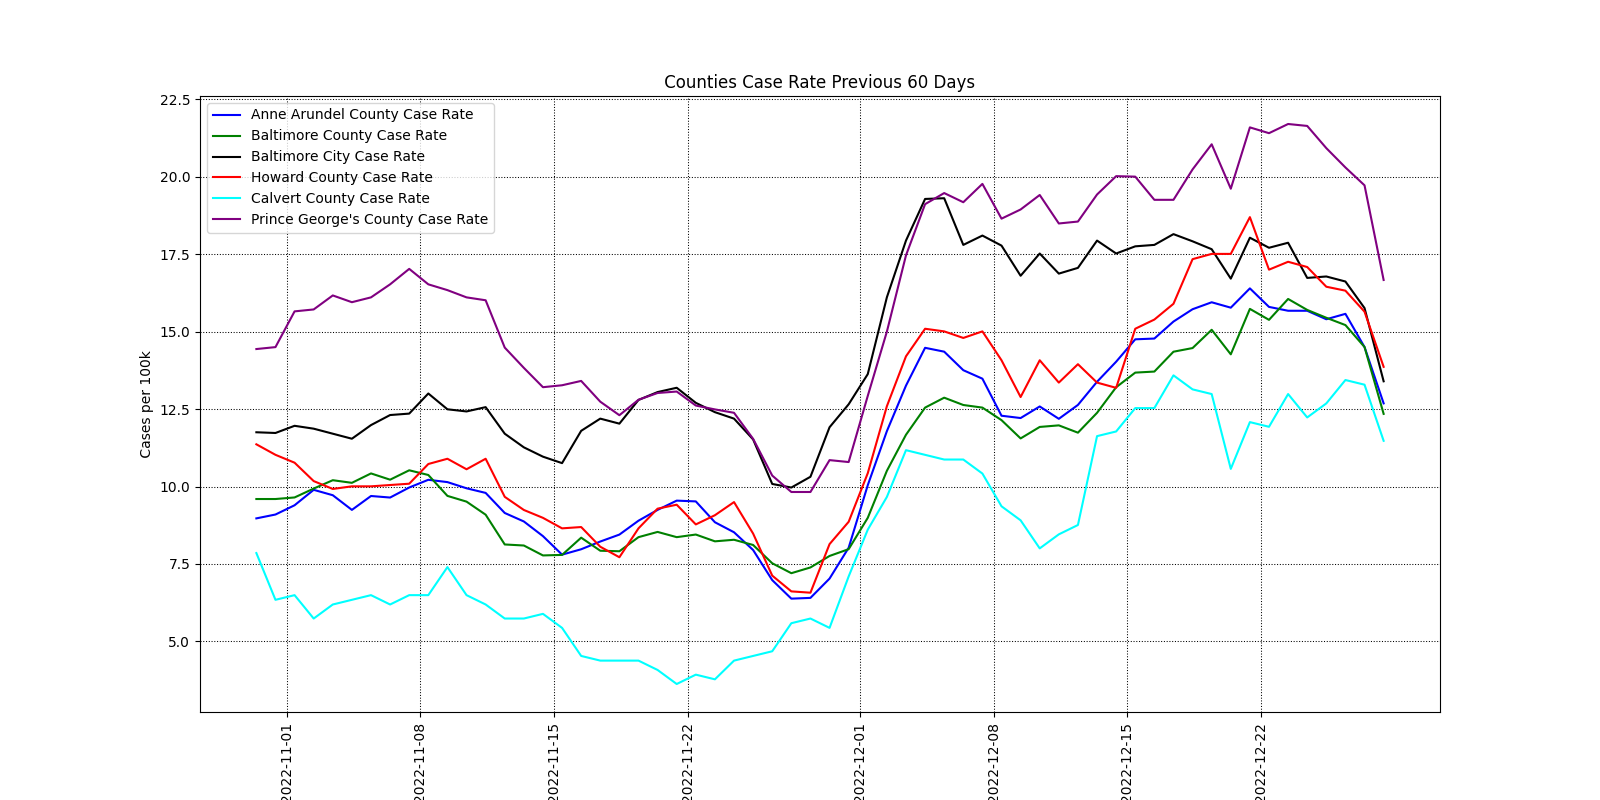 Counties Case Rate Previous 60 Days
22.5
20.0
17.5
15.0
12.5
10.0
7.5
5.0
Cases per 100k
Anne Arundel County Case Rate
Baltimore County Case Rate
Baltimore City Case Rate
Howard County Case Rate
Calvert County Case Rate
Prince George's County Case Rate
2022-11-01
2022-11-08
2022-11-15
2022-11-22
2022-12-01
2022-12-08
2022-12-15
2022-12-22